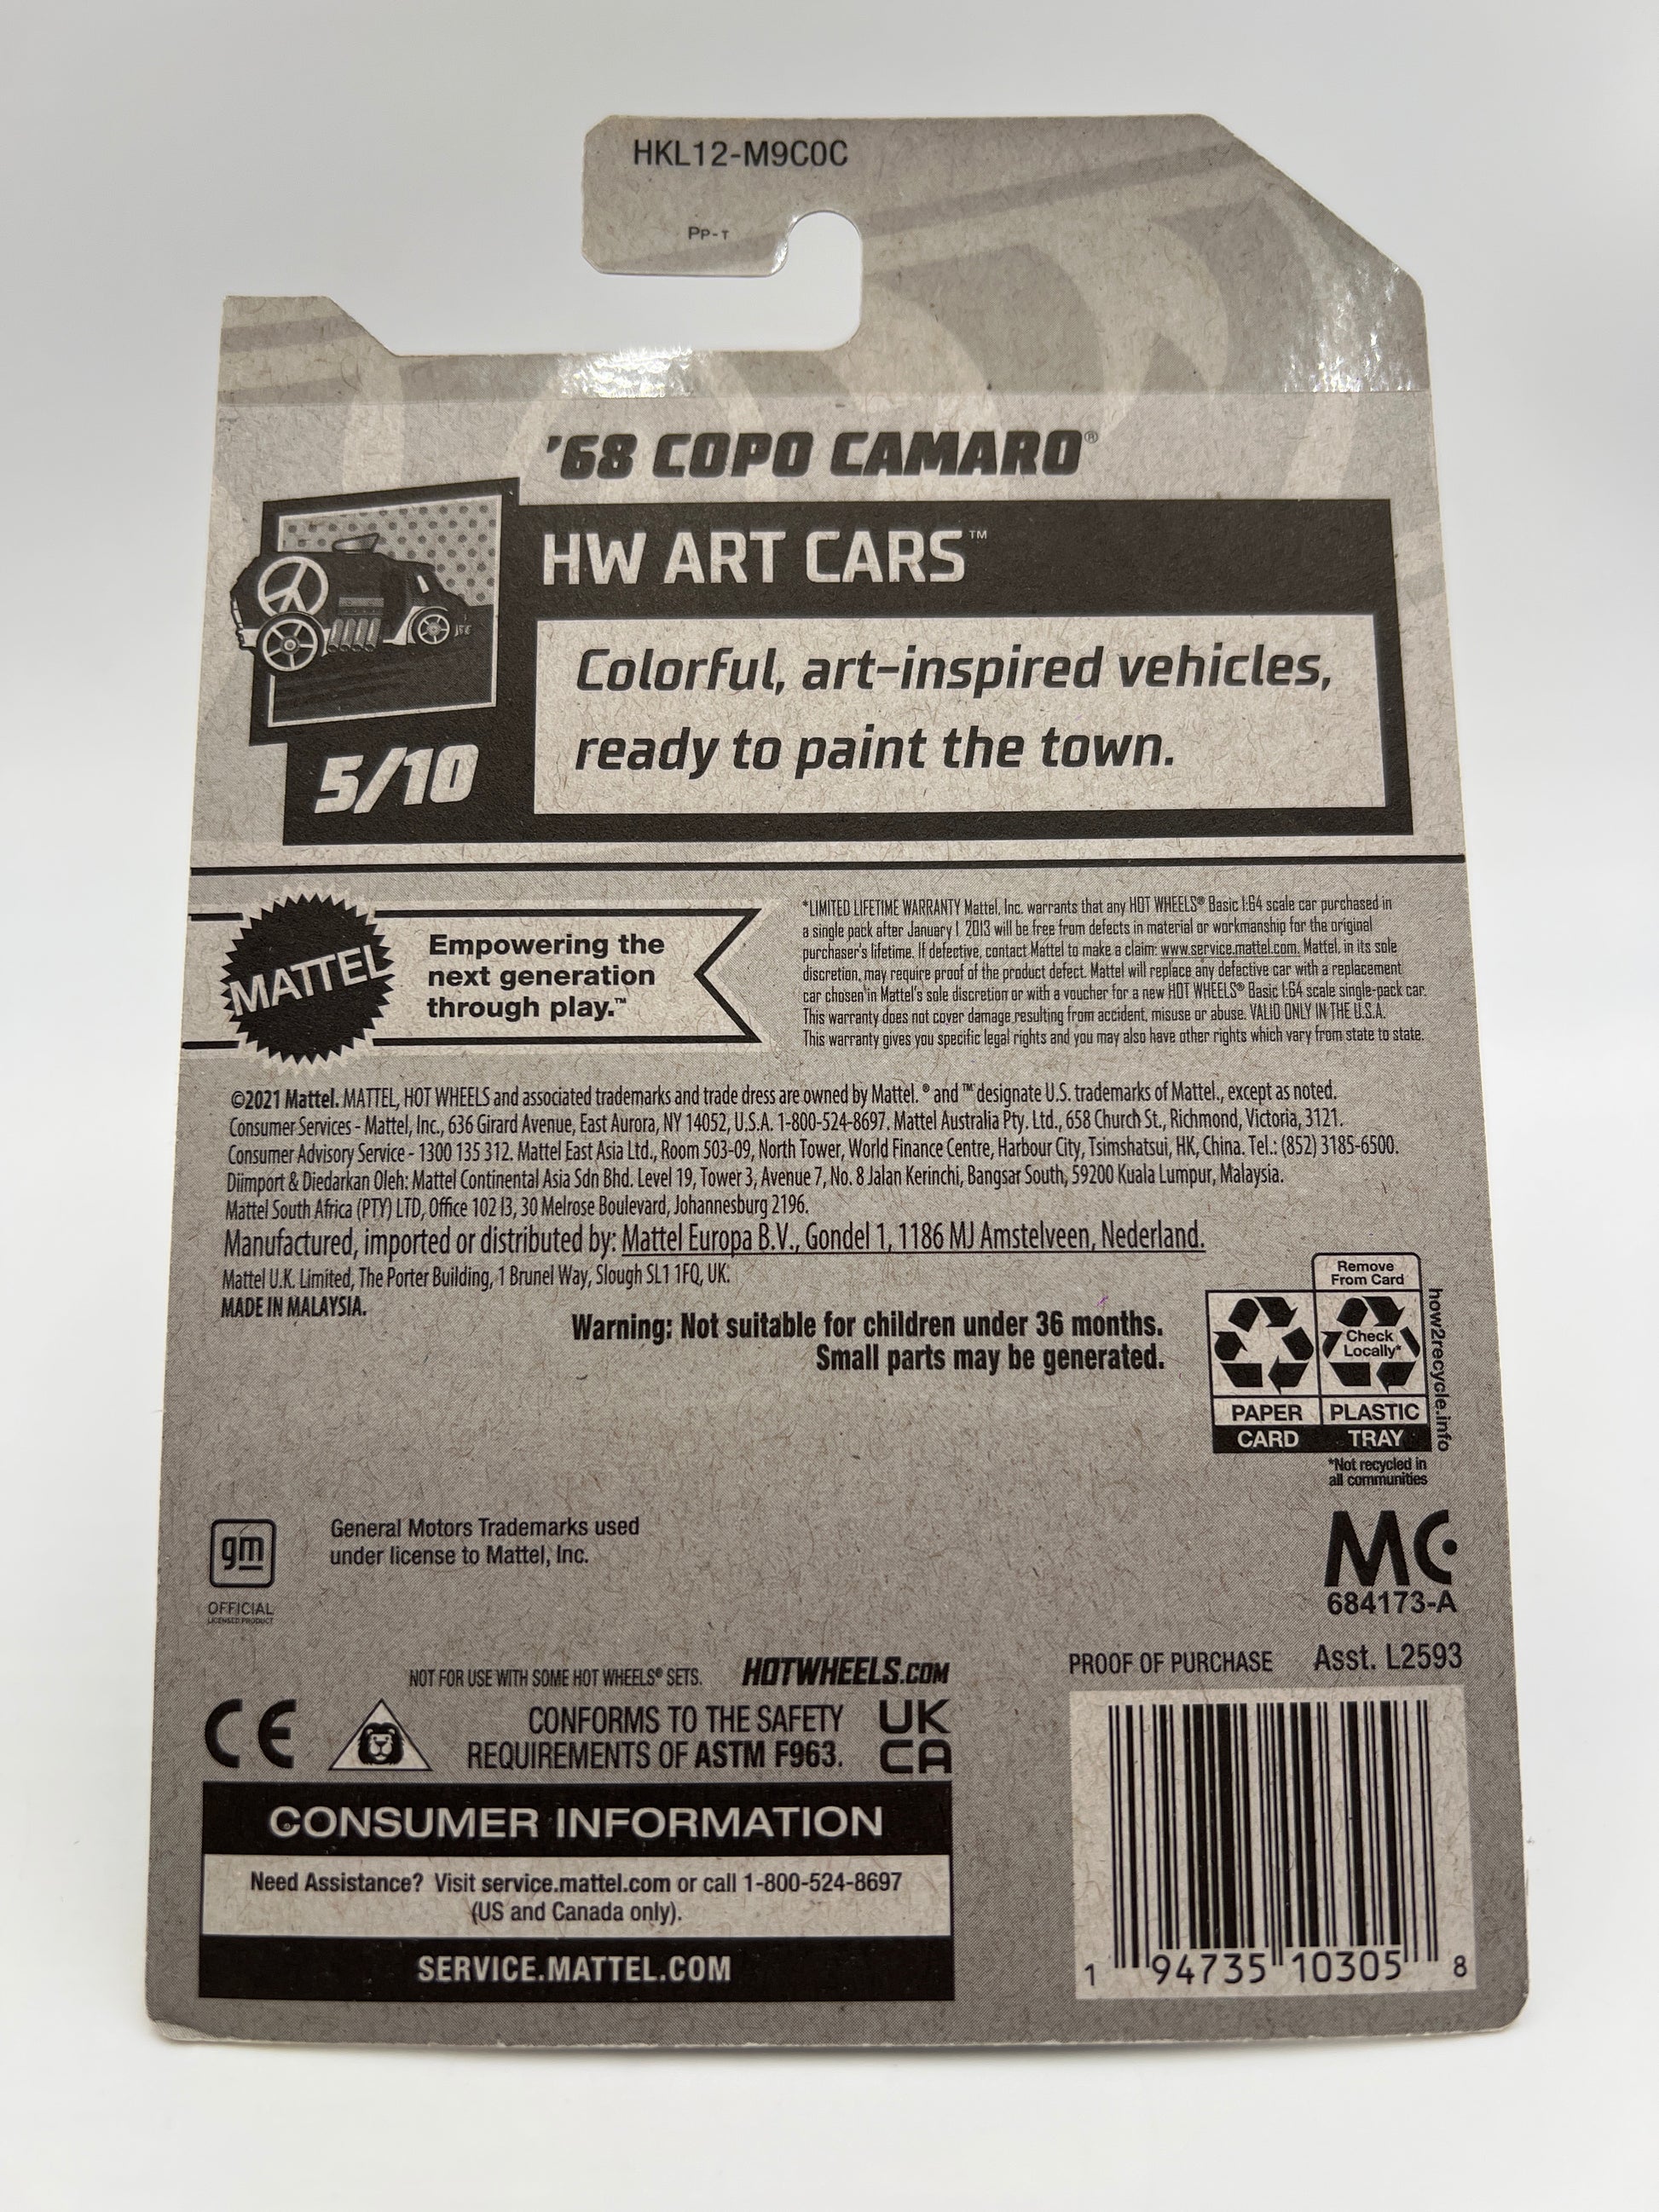 HKL12-M9C0C
PP-T
'68 COPO CAMARO®
HW ART CARS™
Colorful, art-inspired vehicles,
ready to paint the town.
5/10
MATTEL
Empowering the
next generation
through play.™
*LIMITED LIFETIME WARRANTY Mattel, Inc. warrants that any HOT WHEELS® Basic 1:64 scale car purchased in
a single pack after January 1, 2013 will be free from defects in material or workmanship for the original
purchaser's lifetime. If defective, contact Mattel to make a claim: www.service.mattel.com. Mattel, in its sole
discretion, may require proof of the product defect. Mattel will replace any defective car with a replacement
car chosen in Mattel's sole discretion or with a voucher for a new HOT WHEELS® Basic 1:64 scale single-pack car.
This warranty does not cover damage resulting from accident, misuse or abuse. VALID ONLY IN THE U.S.A.
This warranty gives you specific legal rights and you may also have other rights which vary from state to state.
©2021 Mattel. MATTEL, HOT WHEELS and associated trademarks and trade dress are owned by Mattel. ® and ™ designate U.S. trademarks of Mattel., except as noted.
Consumer Services - Mattel, Inc., 636 Girard Avenue, East Aurora, NY 14052, U.S.A. 1-800-524-8697. Mattel Australia Pty. Ltd., 658 Church St., Richmond, Victoria, 3121.
Consumer Advisory Service - 1300 135 312. Mattel East Asia Ltd., Room 503-09, North Tower, World Finance Centre, Harbour City, Tsimshatsui, HK, China. Tel.: (852) 3185-6500.
Diimport & Diedarkan Oleh: Mattel Continental Asia Sdn Bhd. Level 19, Tower 3, Avenue 7, No. 8 Jalan Kerinchi, Bangsar South, 59200 Kuala Lumpur, Malaysia.
Mattel South Africa (PTY) LTD, Office 102 I3, 30 Melrose Boulevard, Johannesburg 2196.
Manufactured, imported or distributed by: Mattel Europa B.V., Gondel 1, 1186 MJ Amstelveen, Nederland.
Mattel U.K. Limited, The Porter Building, 1 Brunel Way, Slough SL1 1FQ, UK.
MADE IN MALAYSIA.
Warning: Not suitable for children under 36 months.
Small parts may be generated.
Remove
From Card
Check
Locally*
PAPER
PLASTIC
CARD
TRAY
how2recycle.info
*Not recycled in
all communities
gm
OFFICIAL
LICENSED PRODUCT
General Motors Trademarks used
under license to Mattel, Inc.
MC
684173-A
PROOF OF PURCHASE Asst. L2593
NOT FOR USE WITH SOME HOT WHEELS® SETS. HOTWHEELS.COM
CE
CONFORMS TO THE SAFETY
REQUIREMENTS OF ASTM F963.
UK
CA
CONSUMER INFORMATION
Need Assistance? Visit service.mattel.com or call 1-800-524-8697
(US and Canada only).
SERVICE.MATTEL.COM
1 94735 10305 8